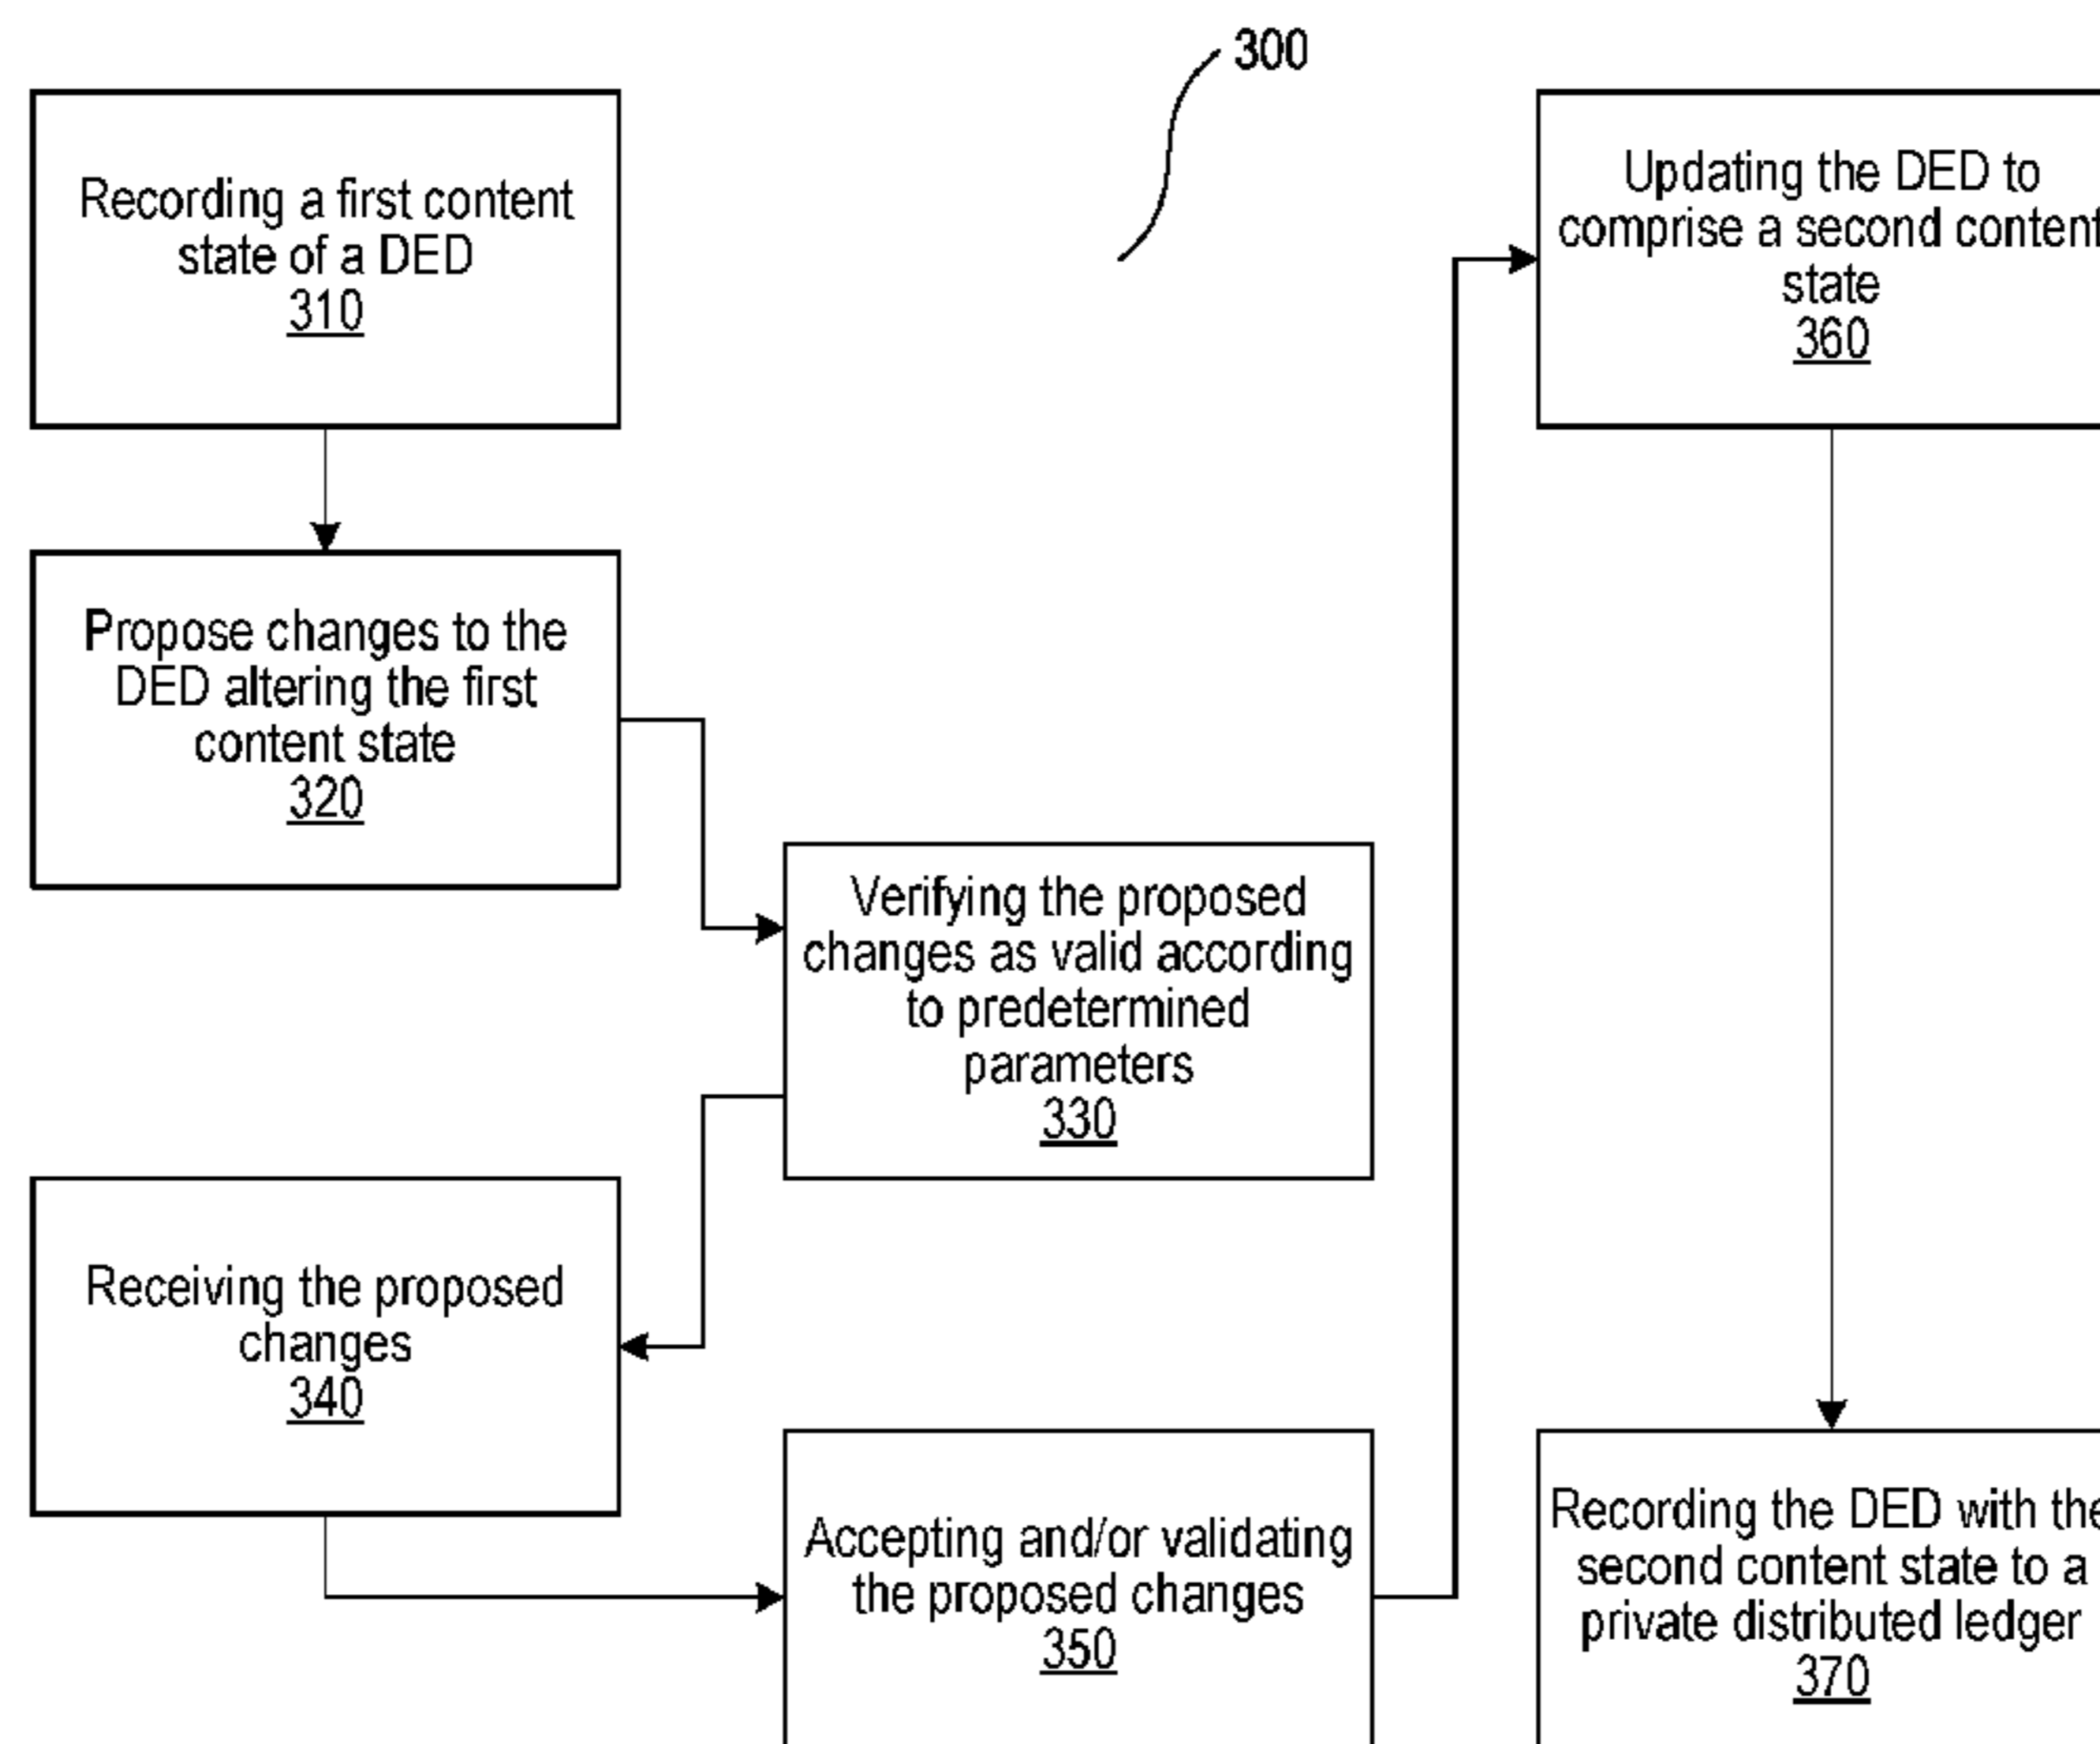 300
Recording a first content
state of a DED
310
Propose changes to the
DED altering the first
content state
320
Verifying the proposed
changes as valid according
to predetermined
parameters
330
Receiving the proposed
changes
340
Accepting and/or validating
the proposed changes
350
Updating the DED to
comprise a second content
state
360
Recording the DED with the
second content state to a
private distributed ledger
370